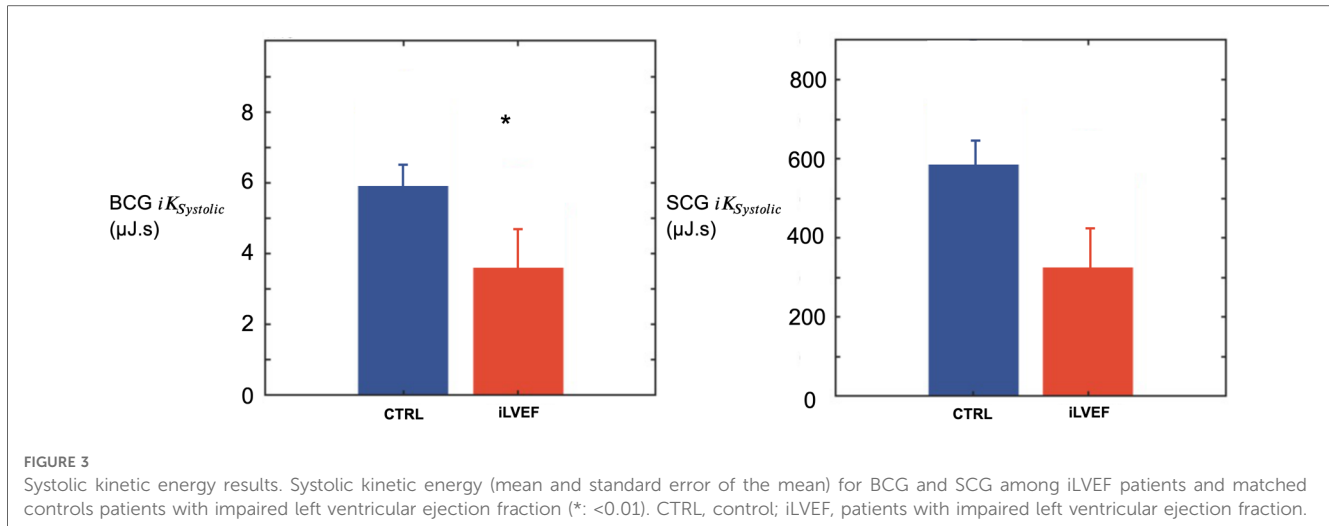 8
6
4
2
0
BCG iK_Systolic
(µJ.s)
*
CTRL
iLVEF
800
600
400
200
0
SCG iK_Systolic
(µJ.s)
CTRL
iLVEF
FIGURE 3
Systolic kinetic energy results. Systolic kinetic energy (mean and standard error of the mean) for BCG and SCG among iLVEF patients and matched
controls patients with impaired left ventricular ejection fraction (*: <0.01). CTRL, control; iLVEF, patients with impaired left ventricular ejection fraction.